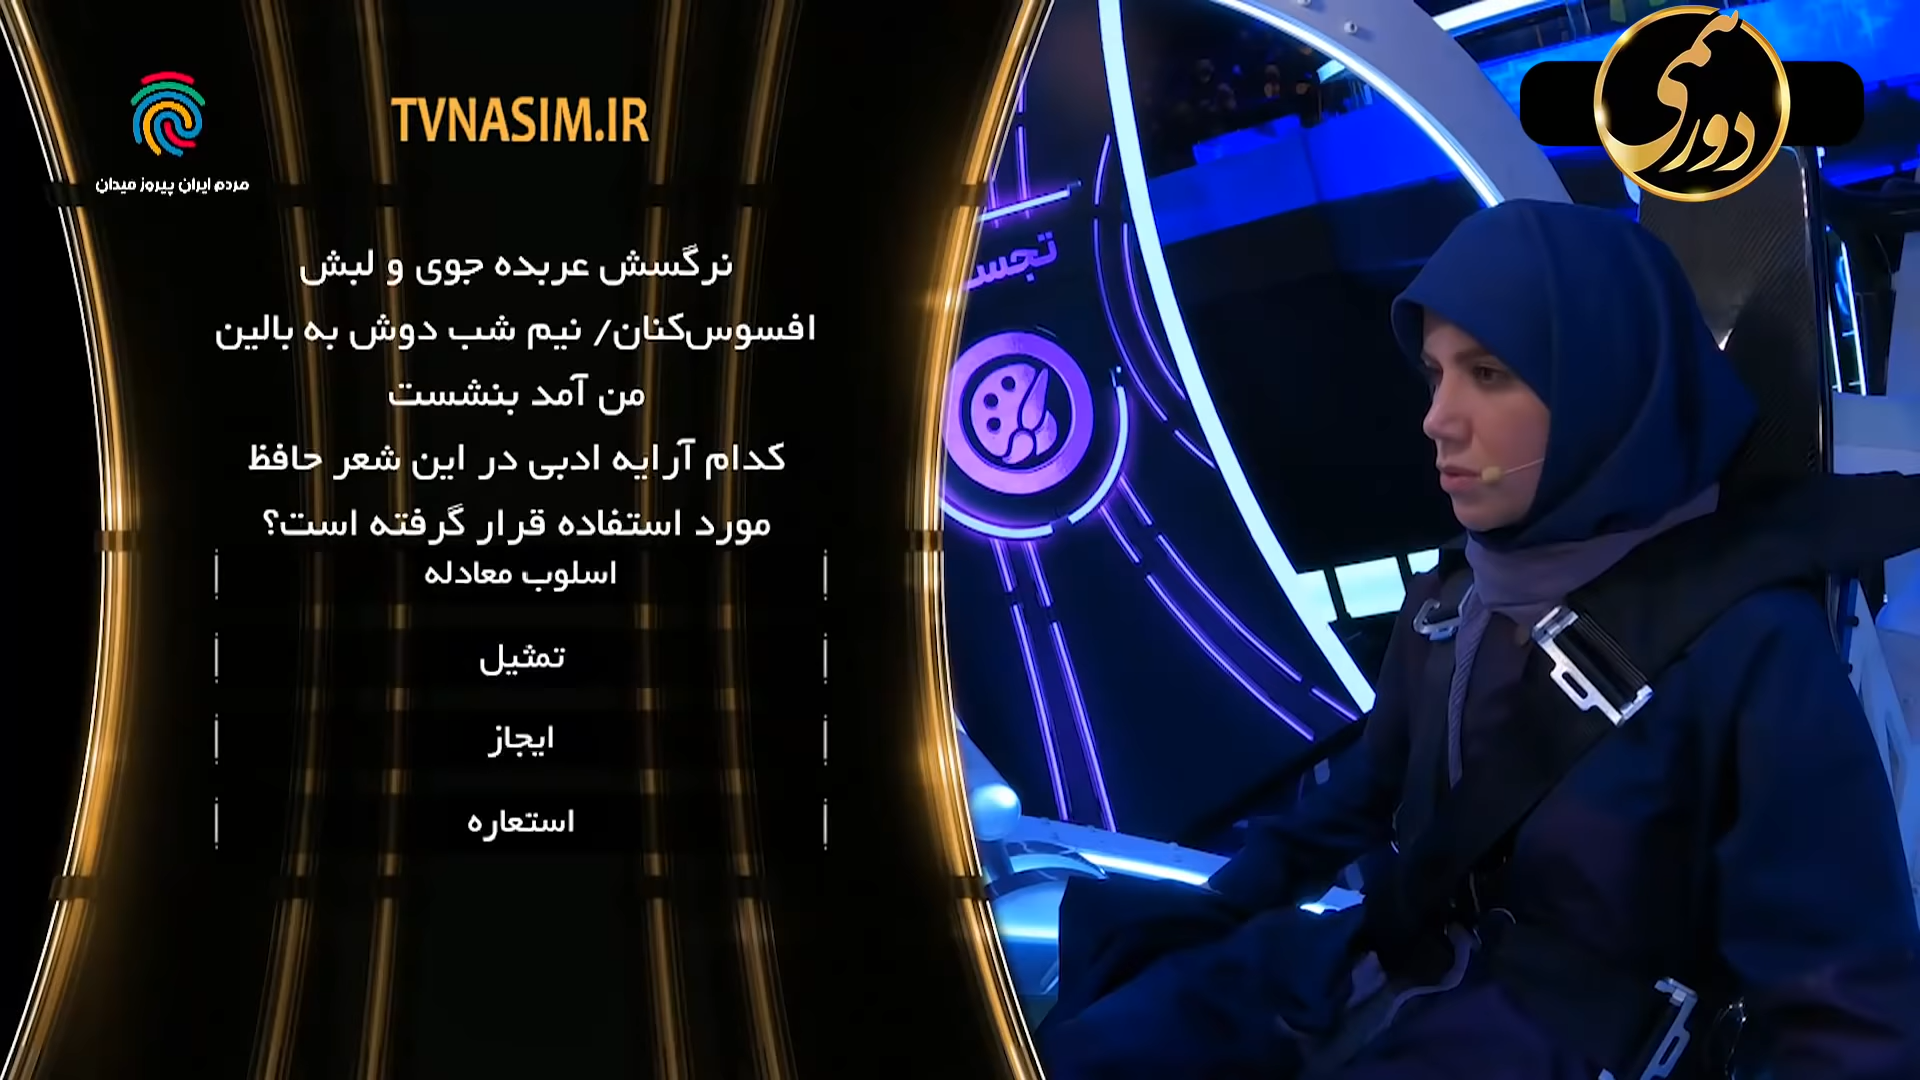 TVNASIM.IR
مردم ایران پیروز میدان
نرگسش عربده جوی و لبش
افسوس‌کنان/ نیم شب دوش به بالین
من آمد بنشست
کدام آرایه ادبی در این شعر حافظ
مورد استفاده قرار گرفته است؟
اسلوب معادله
تمثیل
ایجاز
استعاره
دورهمی
تجس